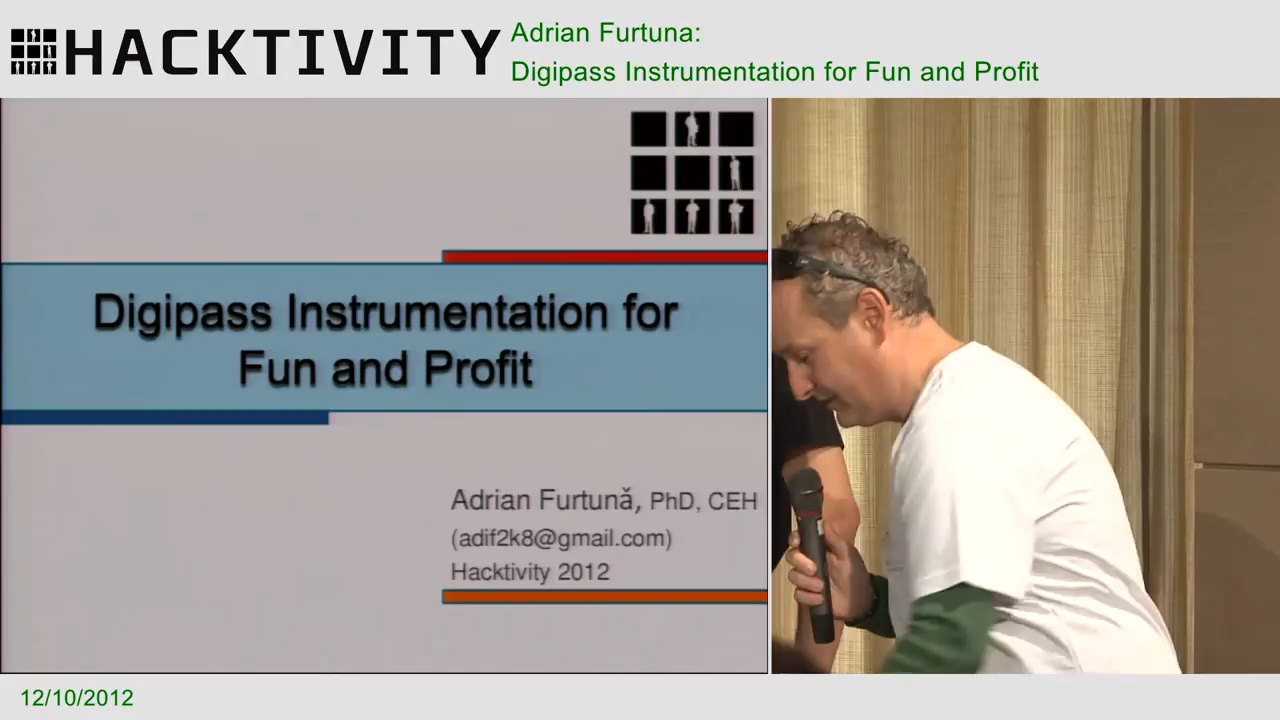 HACKTIVITY
Adrian Furtuna:
Digipass Instrumentation for Fun and Profit
Digipass Instrumentation for
Fun and Profit
Adrian Furtună, PhD, CEH
(adif2k8@gmail.com)
Hacktivity 2012
12/10/2012